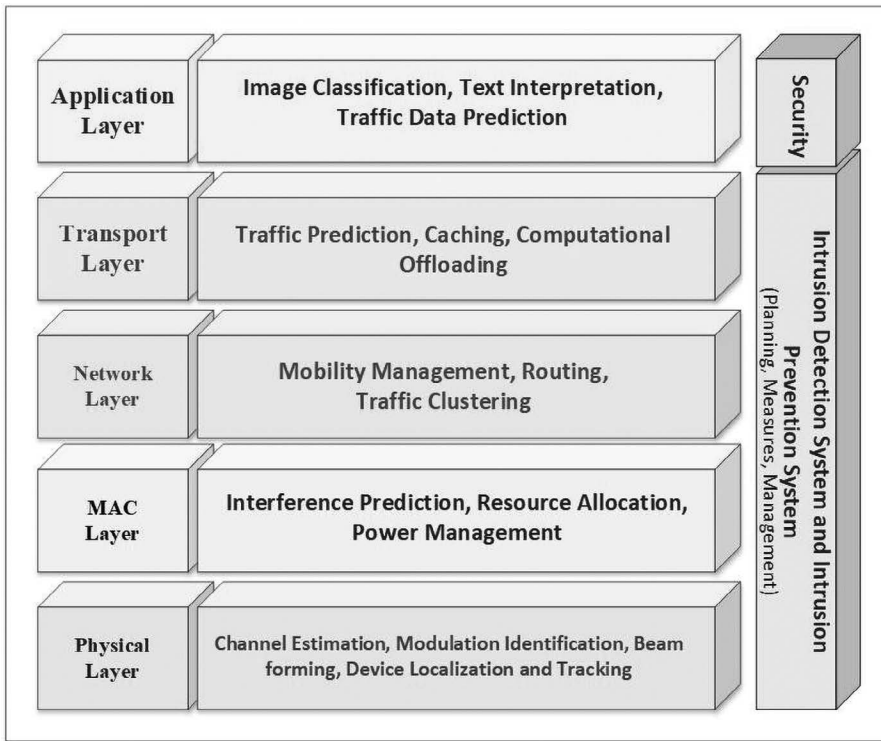 Application
Layer
Image Classification, Text Interpretation,
Traffic Data Prediction
Transport
Layer
Traffic Prediction, Caching, Computational
Offloading
Network
Layer
Mobility Management, Routing,
Traffic Clustering
MAC
Layer
Interference Prediction, Resource Allocation,
Power Management
Physical
Layer
Channel Estimation, Modulation Identification, Beam
forming, Device Localization and Tracking
Security
Intrusion Detection System and Intrusion
Prevention System
(Planning, Measures, Management)